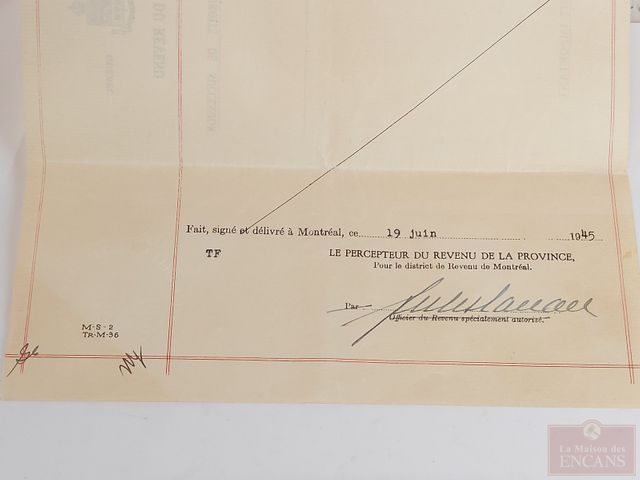 Fait, signé et délivré à Montréal, ce 19 juin 1945
TF
LE PERCEPTEUR DU REVENU DE LA PROVINCE,
Pour le district de Revenu de Montréal.
Par
Officier du Revenu spécialement autorisé.
M-S-2
TR-M-36
La Maison des
ENCANS